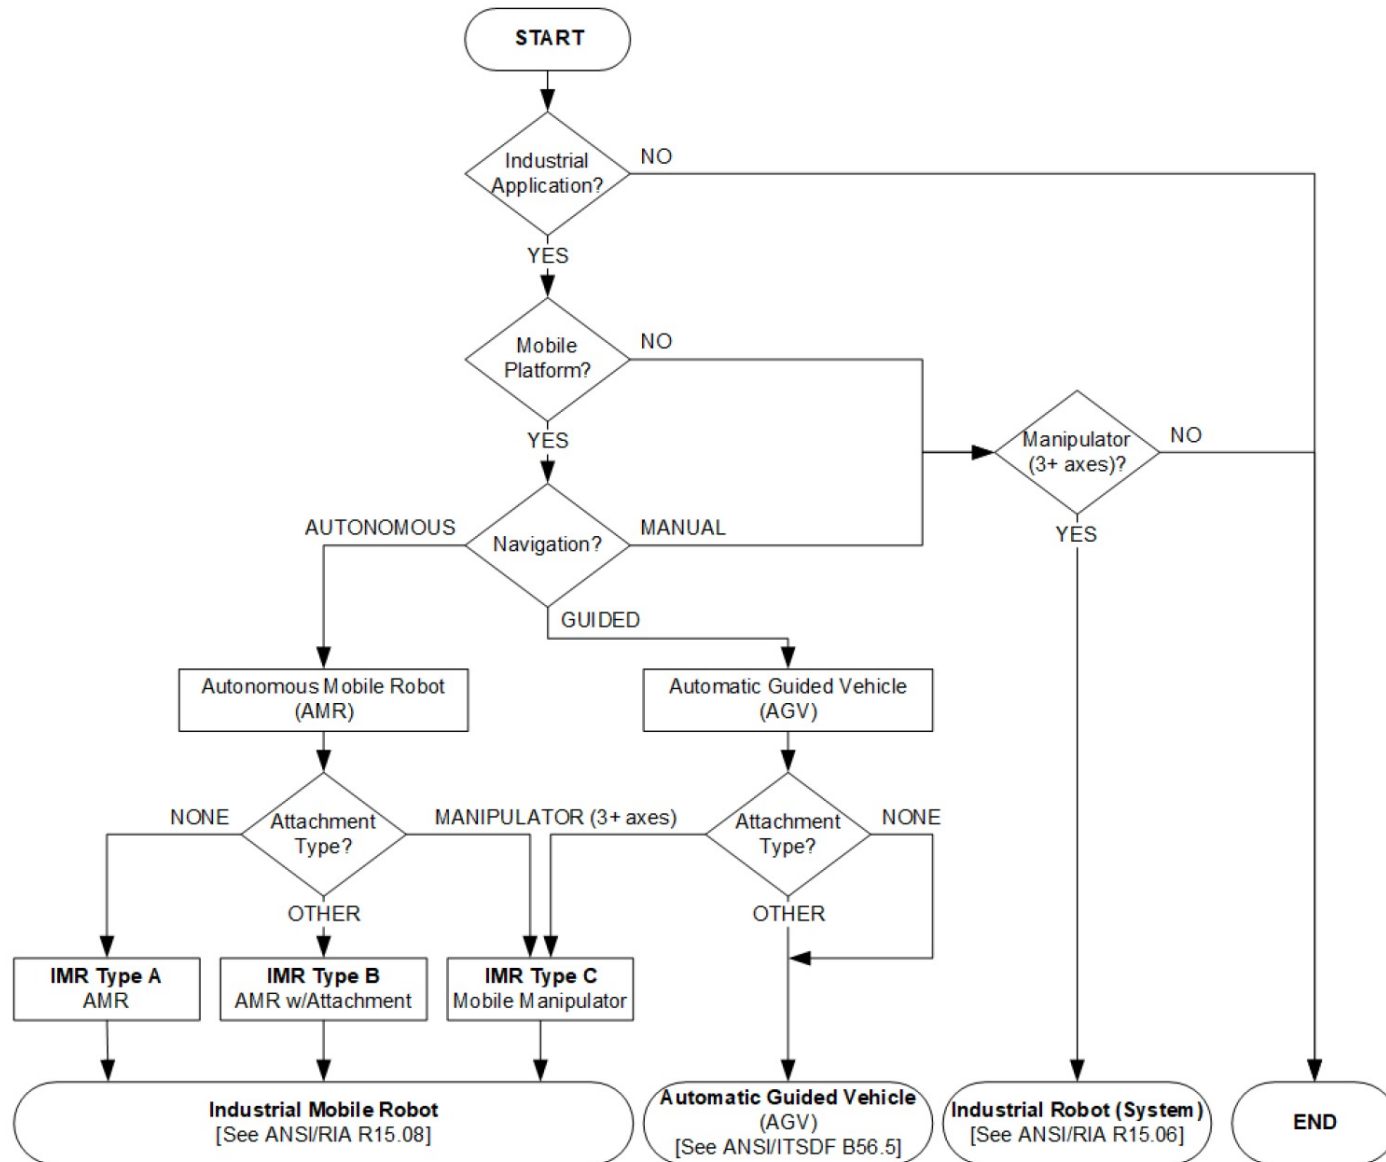 START
Industrial
Application?
NO
YES
Mobile
Platform?
NO
YES
Manipulator
(3+ axes)?
NO
YES
Navigation?
AUTONOMOUS
MANUAL
GUIDED
Autonomous Mobile Robot
(AMR)
Automatic Guided Vehicle
(AGV)
Attachment
Type?
NONE
MANIPULATOR (3+ axes)
OTHER
Attachment
Type?
NONE
OTHER
IMR Type A
AMR
IMR Type B
AMR w/Attachment
IMR Type C
Mobile Manipulator
Industrial Mobile Robot
[See ANSI/RIA R15.08]
Automatic Guided Vehicle
(AGV)
[See ANSI/ITSDF B56.5]
Industrial Robot (System)
[See ANSI/RIA R15.06]
END